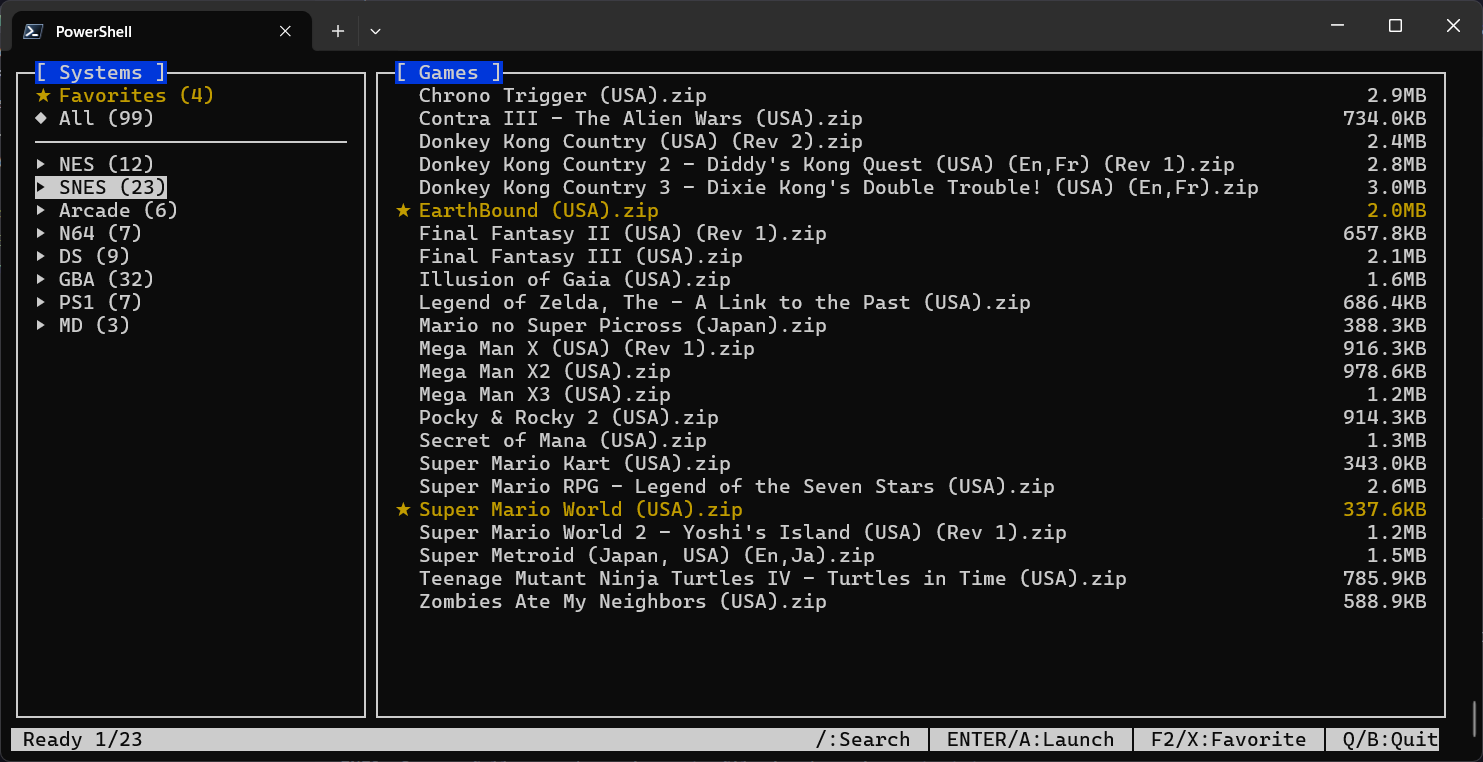 PowerShell
[ Systems ]
★ Favorites (4)
◆ All (99)
▸ NES (12)
▸ SNES (23)
▸ Arcade (6)
▸ N64 (7)
▸ DS (9)
▸ GBA (32)
▸ PS1 (7)
▸ MD (3)
[ Games ]
Chrono Trigger (USA).zip 2.9MB
Contra III - The Alien Wars (USA).zip 734.0KB
Donkey Kong Country (USA) (Rev 2).zip 2.4MB
Donkey Kong Country 2 - Diddy's Kong Quest (USA) (En,Fr) (Rev 1).zip 2.8MB
Donkey Kong Country 3 - Dixie Kong's Double Trouble! (USA) (En,Fr).zip 3.0MB
★ EarthBound (USA).zip 2.0MB
Final Fantasy II (USA) (Rev 1).zip 657.8KB
Final Fantasy III (USA).zip 2.1MB
Illusion of Gaia (USA).zip 1.6MB
Legend of Zelda, The - A Link to the Past (USA).zip 686.4KB
Mario no Super Picross (Japan).zip 388.3KB
Mega Man X (USA) (Rev 1).zip 916.3KB
Mega Man X2 (USA).zip 978.6KB
Mega Man X3 (USA).zip 1.2MB
Pocky & Rocky 2 (USA).zip 914.3KB
Secret of Mana (USA).zip 1.3MB
Super Mario Kart (USA).zip 343.0KB
Super Mario RPG - Legend of the Seven Stars (USA).zip 2.6MB
★ Super Mario World (USA).zip 337.6KB
Super Mario World 2 - Yoshi's Island (USA) (Rev 1).zip 1.2MB
Super Metroid (Japan, USA) (En,Ja).zip 1.5MB
Teenage Mutant Ninja Turtles IV - Turtles in Time (USA).zip 785.9KB
Zombies Ate My Neighbors (USA).zip 588.9KB
Ready 1/23 /:Search ENTER/A:Launch F2/X:Favorite Q/B:Quit